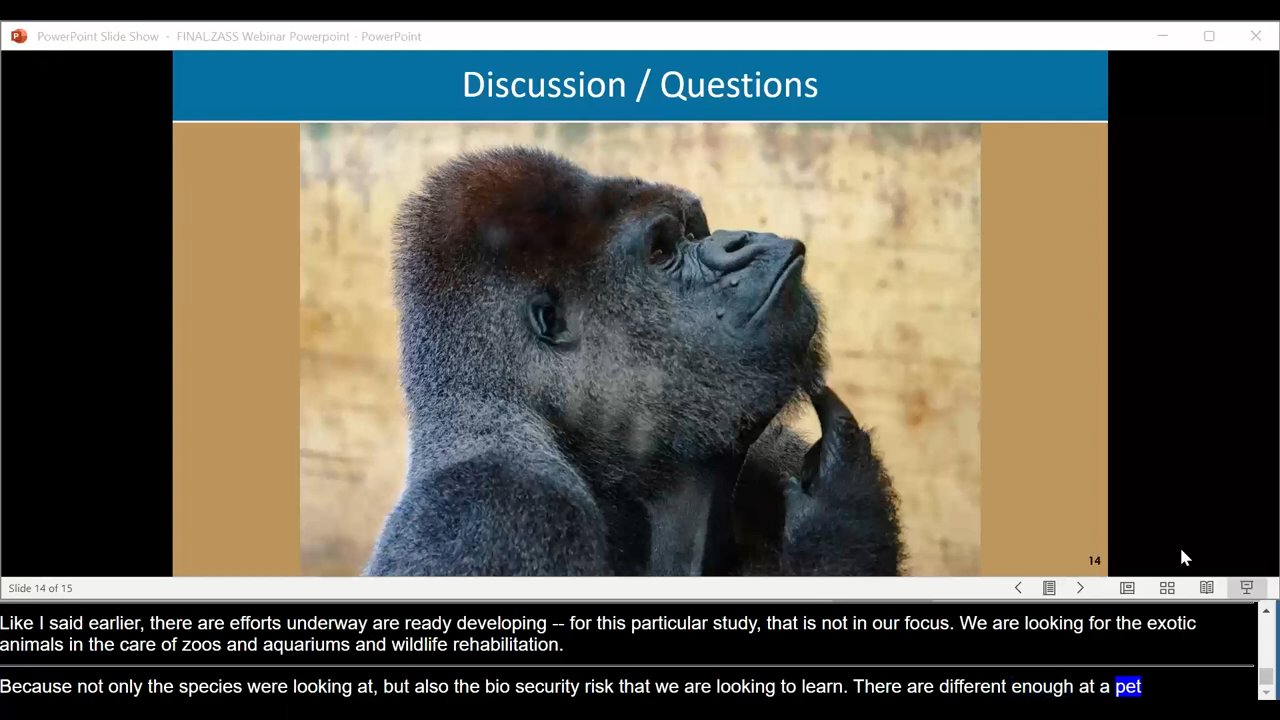 PowerPoint Slide Show - FINAL.ZASS Webinar Powerpoint - PowerPoint
Discussion / Questions
14
Slide 14 of 15
Like I said earlier, there are efforts underway are ready developing -- for this particular study, that is not in our focus. We are looking for the exotic
animals in the care of zoos and aquariums and wildlife rehabilitation.
Because not only the species were looking at, but also the bio security risk that we are looking to learn. There are different enough at a pet